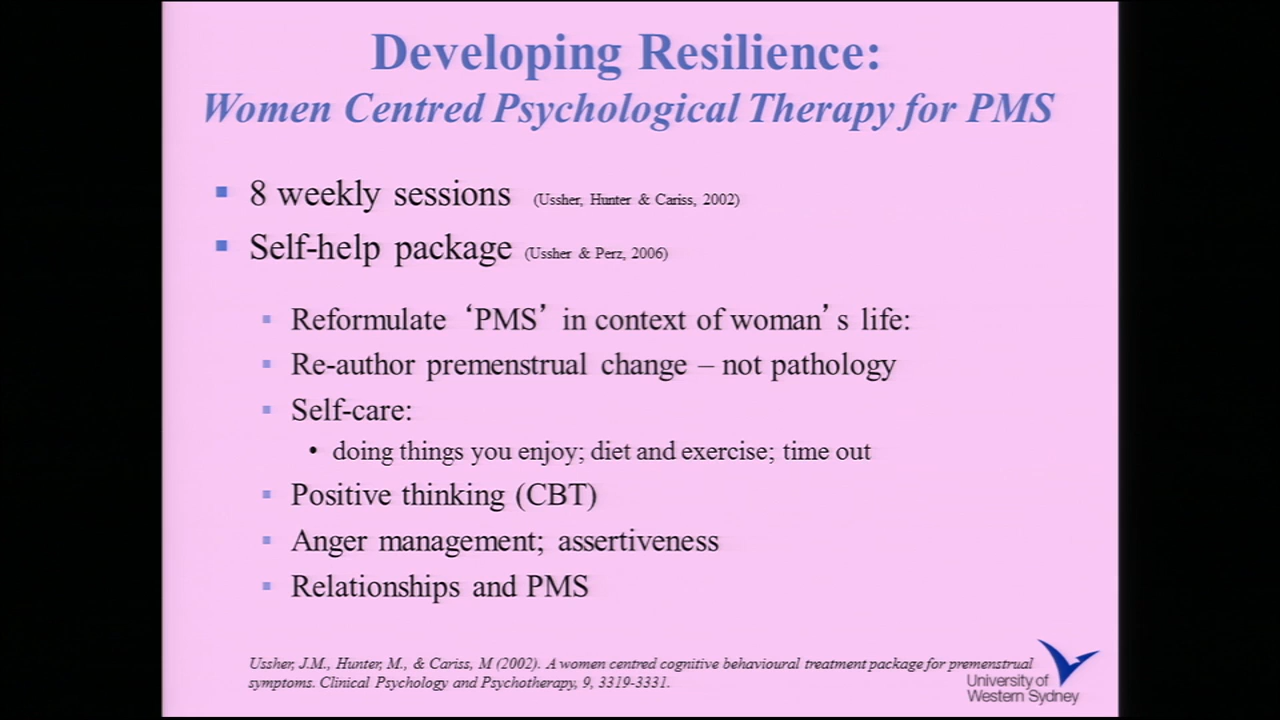 Developing Resilience:
Women Centred Psychological Therapy for PMS
▪ 8 weekly sessions (Ussher, Hunter & Cariss, 2002)
▪ Self-help package (Ussher & Perz, 2006)
▪ Reformulate ‘PMS’ in context of woman’s life:
▪ Re-author premenstrual change – not pathology
▪ Self-care:
• doing things you enjoy; diet and exercise; time out
▪ Positive thinking (CBT)
▪ Anger management; assertiveness
▪ Relationships and PMS
Ussher, J.M., Hunter, M., & Cariss, M (2002). A women centred cognitive behavioural treatment package for premenstrual
symptoms. Clinical Psychology and Psychotherapy, 9, 3319-3331.
University of
Western Sydney